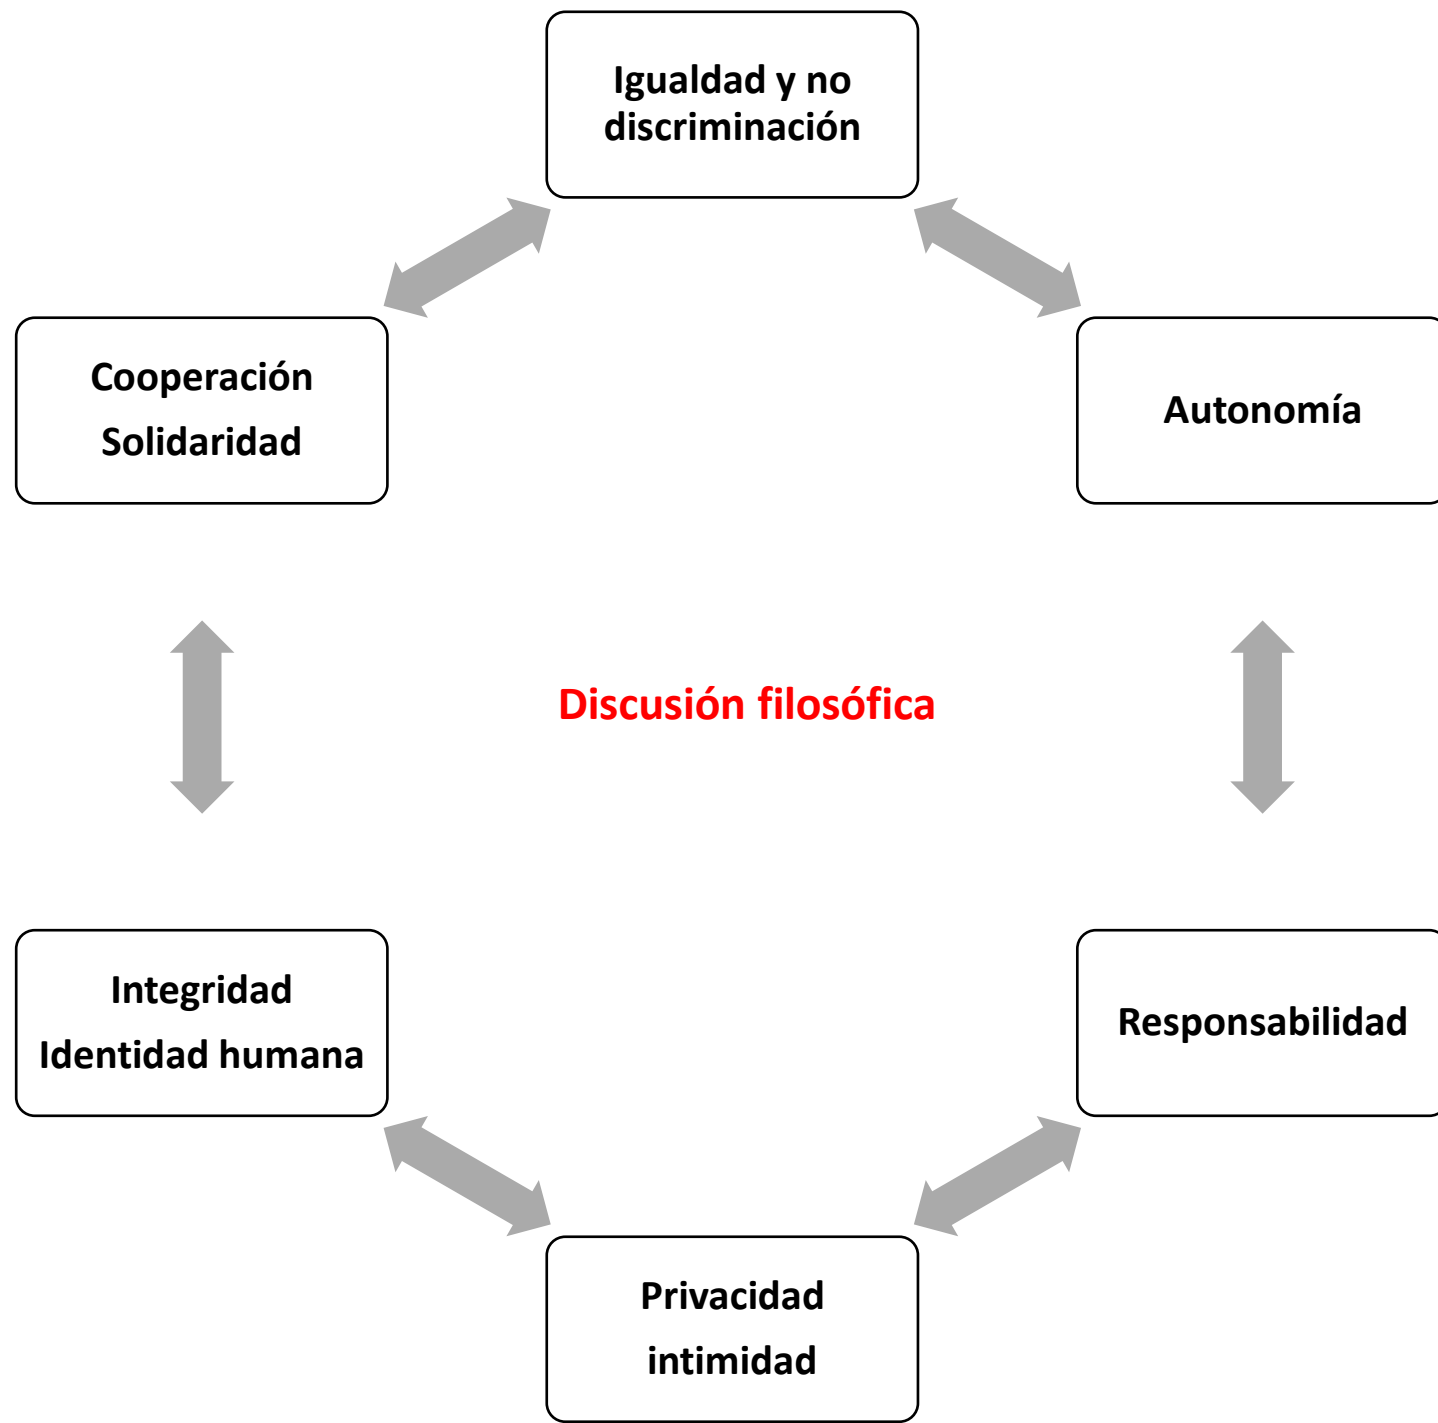 Igualdad y no
discriminación
Cooperación
Solidaridad
Autonomía
Discusión filosófica
Integridad
Identidad humana
Responsabilidad
Privacidad
intimidad